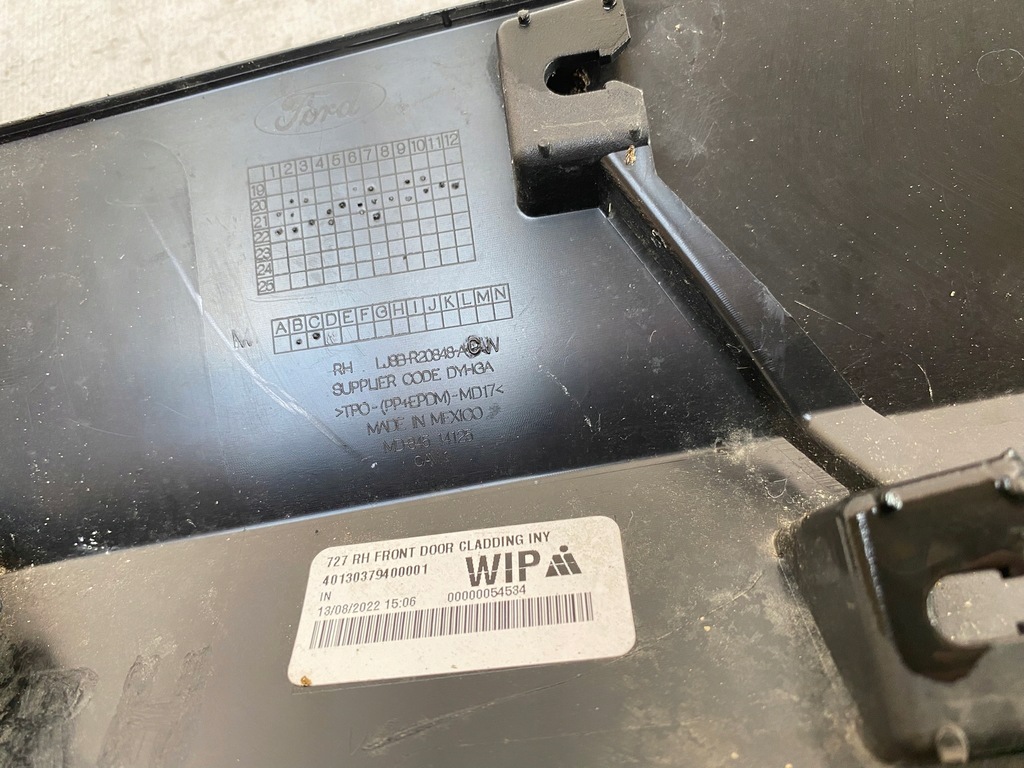 Ford
1 2 3 4 5 6 7 8 9 10 11 12
19
20
21
22
23
24
25
A B C D E F G H I J K L M N
RH LJ8B-R20848-A
SUPPLIER CODE DYHGA
>TPO-(PP+EPDM)-MD17<
MADE IN MEXICO
727 RH FRONT DOOR CLADDING INY
40130379400001
WIP
IN
13/08/2022 15:06
00000054534